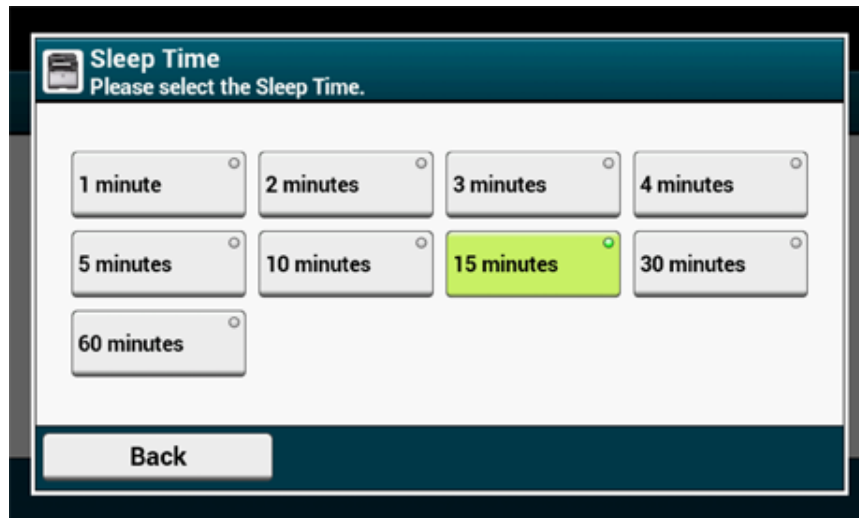 Sleep Time
Please select the Sleep Time.
1 minute
2 minutes
3 minutes
4 minutes
5 minutes
10 minutes
15 minutes
30 minutes
60 minutes
Back